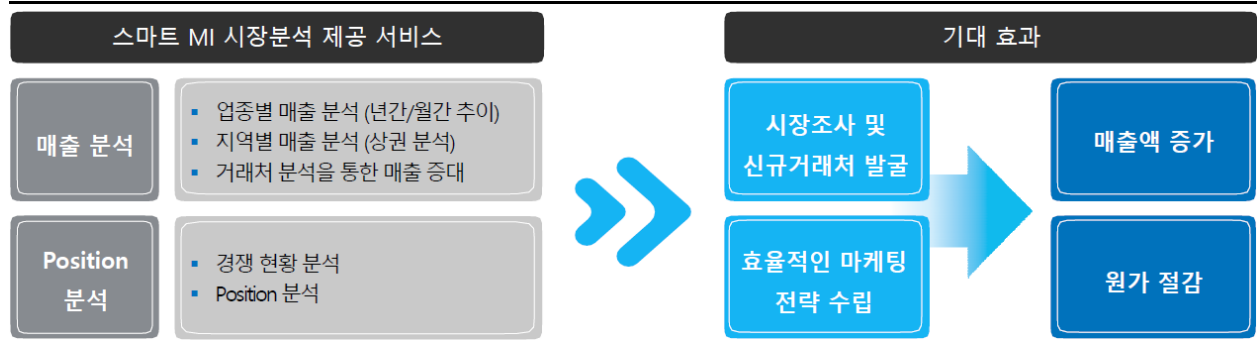 스마트 MI 시장분석 제공 서비스
매출 분석
▪ 업종별 매출 분석 (년간/월간 추이)
▪ 지역별 매출 분석 (상권 분석)
▪ 거래처 분석을 통한 매출 증대
Position
분석
▪ 경쟁 현황 분석
▪ Position 분석
기대 효과
시장조사 및
신규거래처 발굴
효율적인 마케팅
전략 수립
매출액 증가
원가 절감